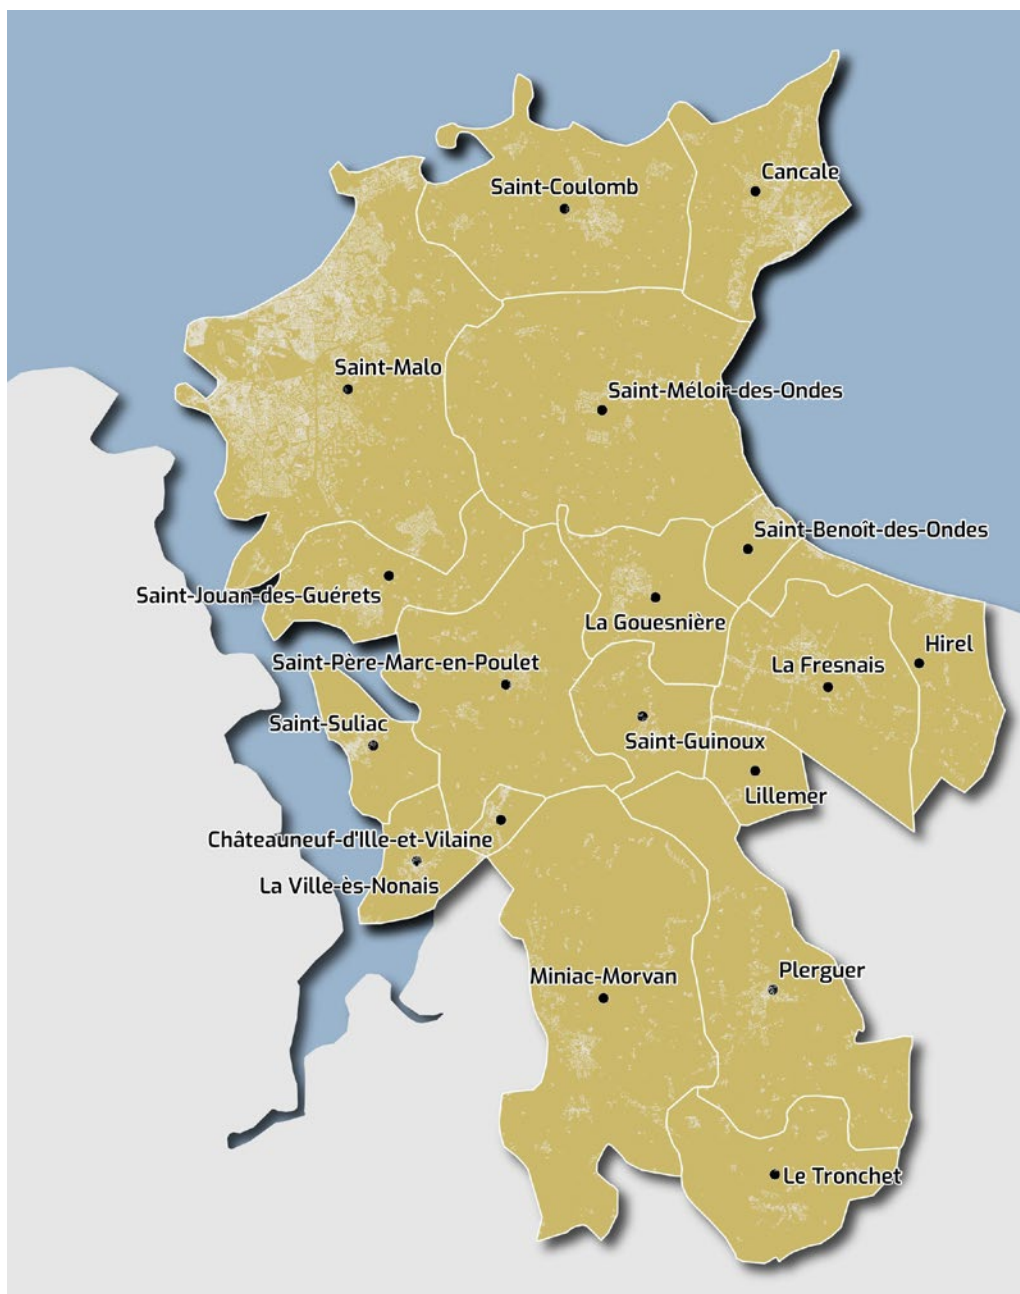 Cancale
Saint-Coulomb
Saint-Malo
Saint-Méloir-des-Ondes
Saint-Benoît-des-Ondes
Saint-Jouan-des-Guérets
La Gouesnière
Hirel
Saint-Père-Marc-en-Poulet
La Fresnais
Saint-Suliac
Saint-Guinoux
Lillemer
Châteauneuf-d'Ille-et-Vilaine
La Ville-ès-Nonais
Plerguer
Miniac-Morvan
Le Tronchet